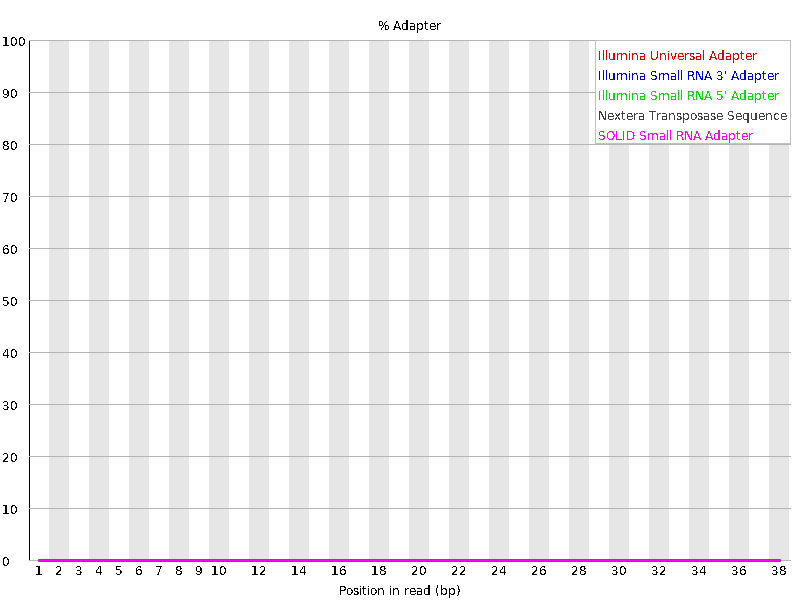 % Adapter
100
90
80
70
60
50
40
30
20
10
0
Illumina Universal Adapter
Illumina Small RNA 3' Adapter
Illumina Small RNA 5' Adapter
Nextera Transposase Sequence
SOLID Small RNA Adapter
1 2 3 4 5 6 7 8 9 10 12 14 16 18 20 22 24 26 28 30 32 34 36 38
Position in read (bp)